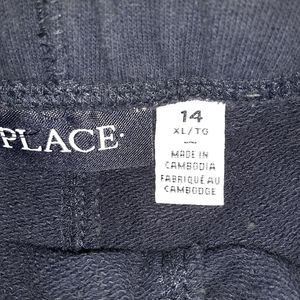 PLACE
14
XL/TG
MADE IN
CAMBODIA
FABRIQUÉ AU
CAMBODGE